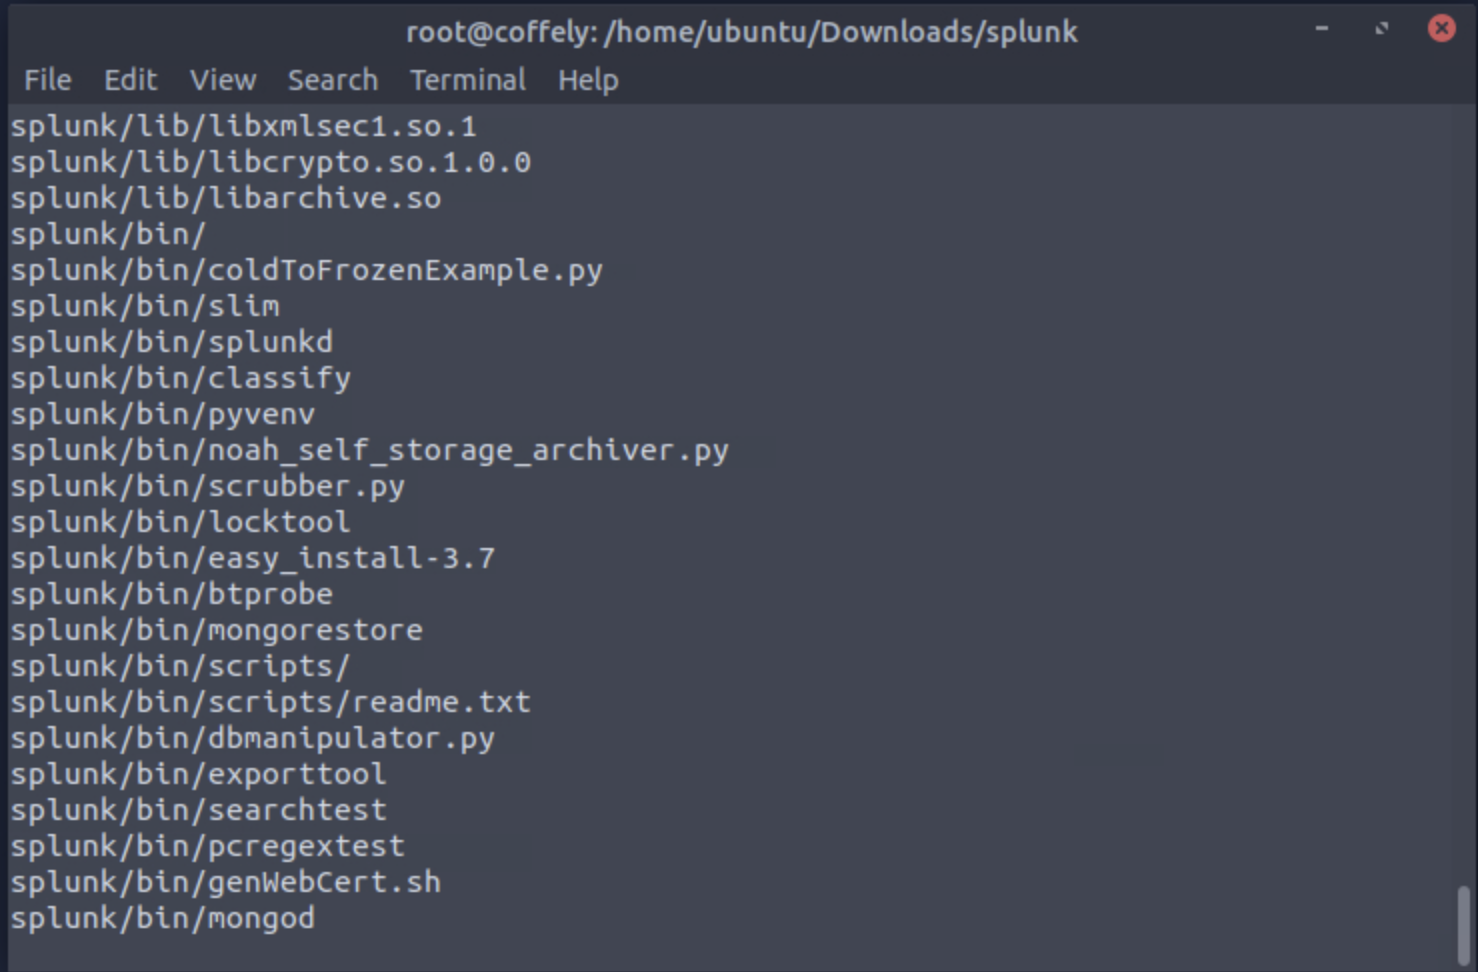 root@coffely: /home/ubuntu/Downloads/splunk
File Edit View Search Terminal Help
splunk/lib/libxmlsec1.so.1
splunk/lib/libcrypto.so.1.0.0
splunk/lib/libarchive.so
splunk/bin/
splunk/bin/coldToFrozenExample.py
splunk/bin/slim
splunk/bin/splunkd
splunk/bin/classify
splunk/bin/pyvenv
splunk/bin/noah_self_storage_archiver.py
splunk/bin/scrubber.py
splunk/bin/locktool
splunk/bin/easy_install-3.7
splunk/bin/btprobe
splunk/bin/mongorestore
splunk/bin/scripts/
splunk/bin/scripts/readme.txt
splunk/bin/dbmanipulator.py
splunk/bin/exporttool
splunk/bin/searchtest
splunk/bin/pcregextest
splunk/bin/genWebCert.sh
splunk/bin/mongod